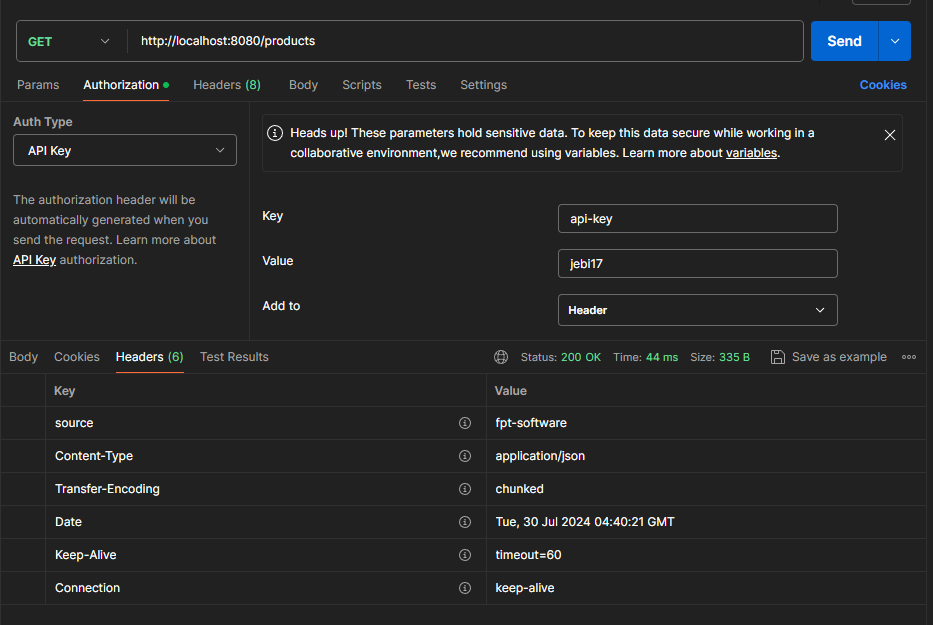 GET http://localhost:8080/products Send
Params Authorization Headers (8) Body Scripts Tests Settings Cookies
Auth Type
API Key
The authorization header will be
automatically generated when you
send the request. Learn more about
API Key authorization.
Heads up! These parameters hold sensitive data. To keep this data secure while working in a
collaborative environment,we recommend using variables. Learn more about variables.
Key api-key
Value jebi17
Add to Header
Body Cookies Headers (6) Test Results Status: 200 OK Time: 44 ms Size: 335 B Save as example
Key Value
source fpt-software
Content-Type application/json
Transfer-Encoding chunked
Date Tue, 30 Jul 2024 04:40:21 GMT
Keep-Alive timeout=60
Connection keep-alive